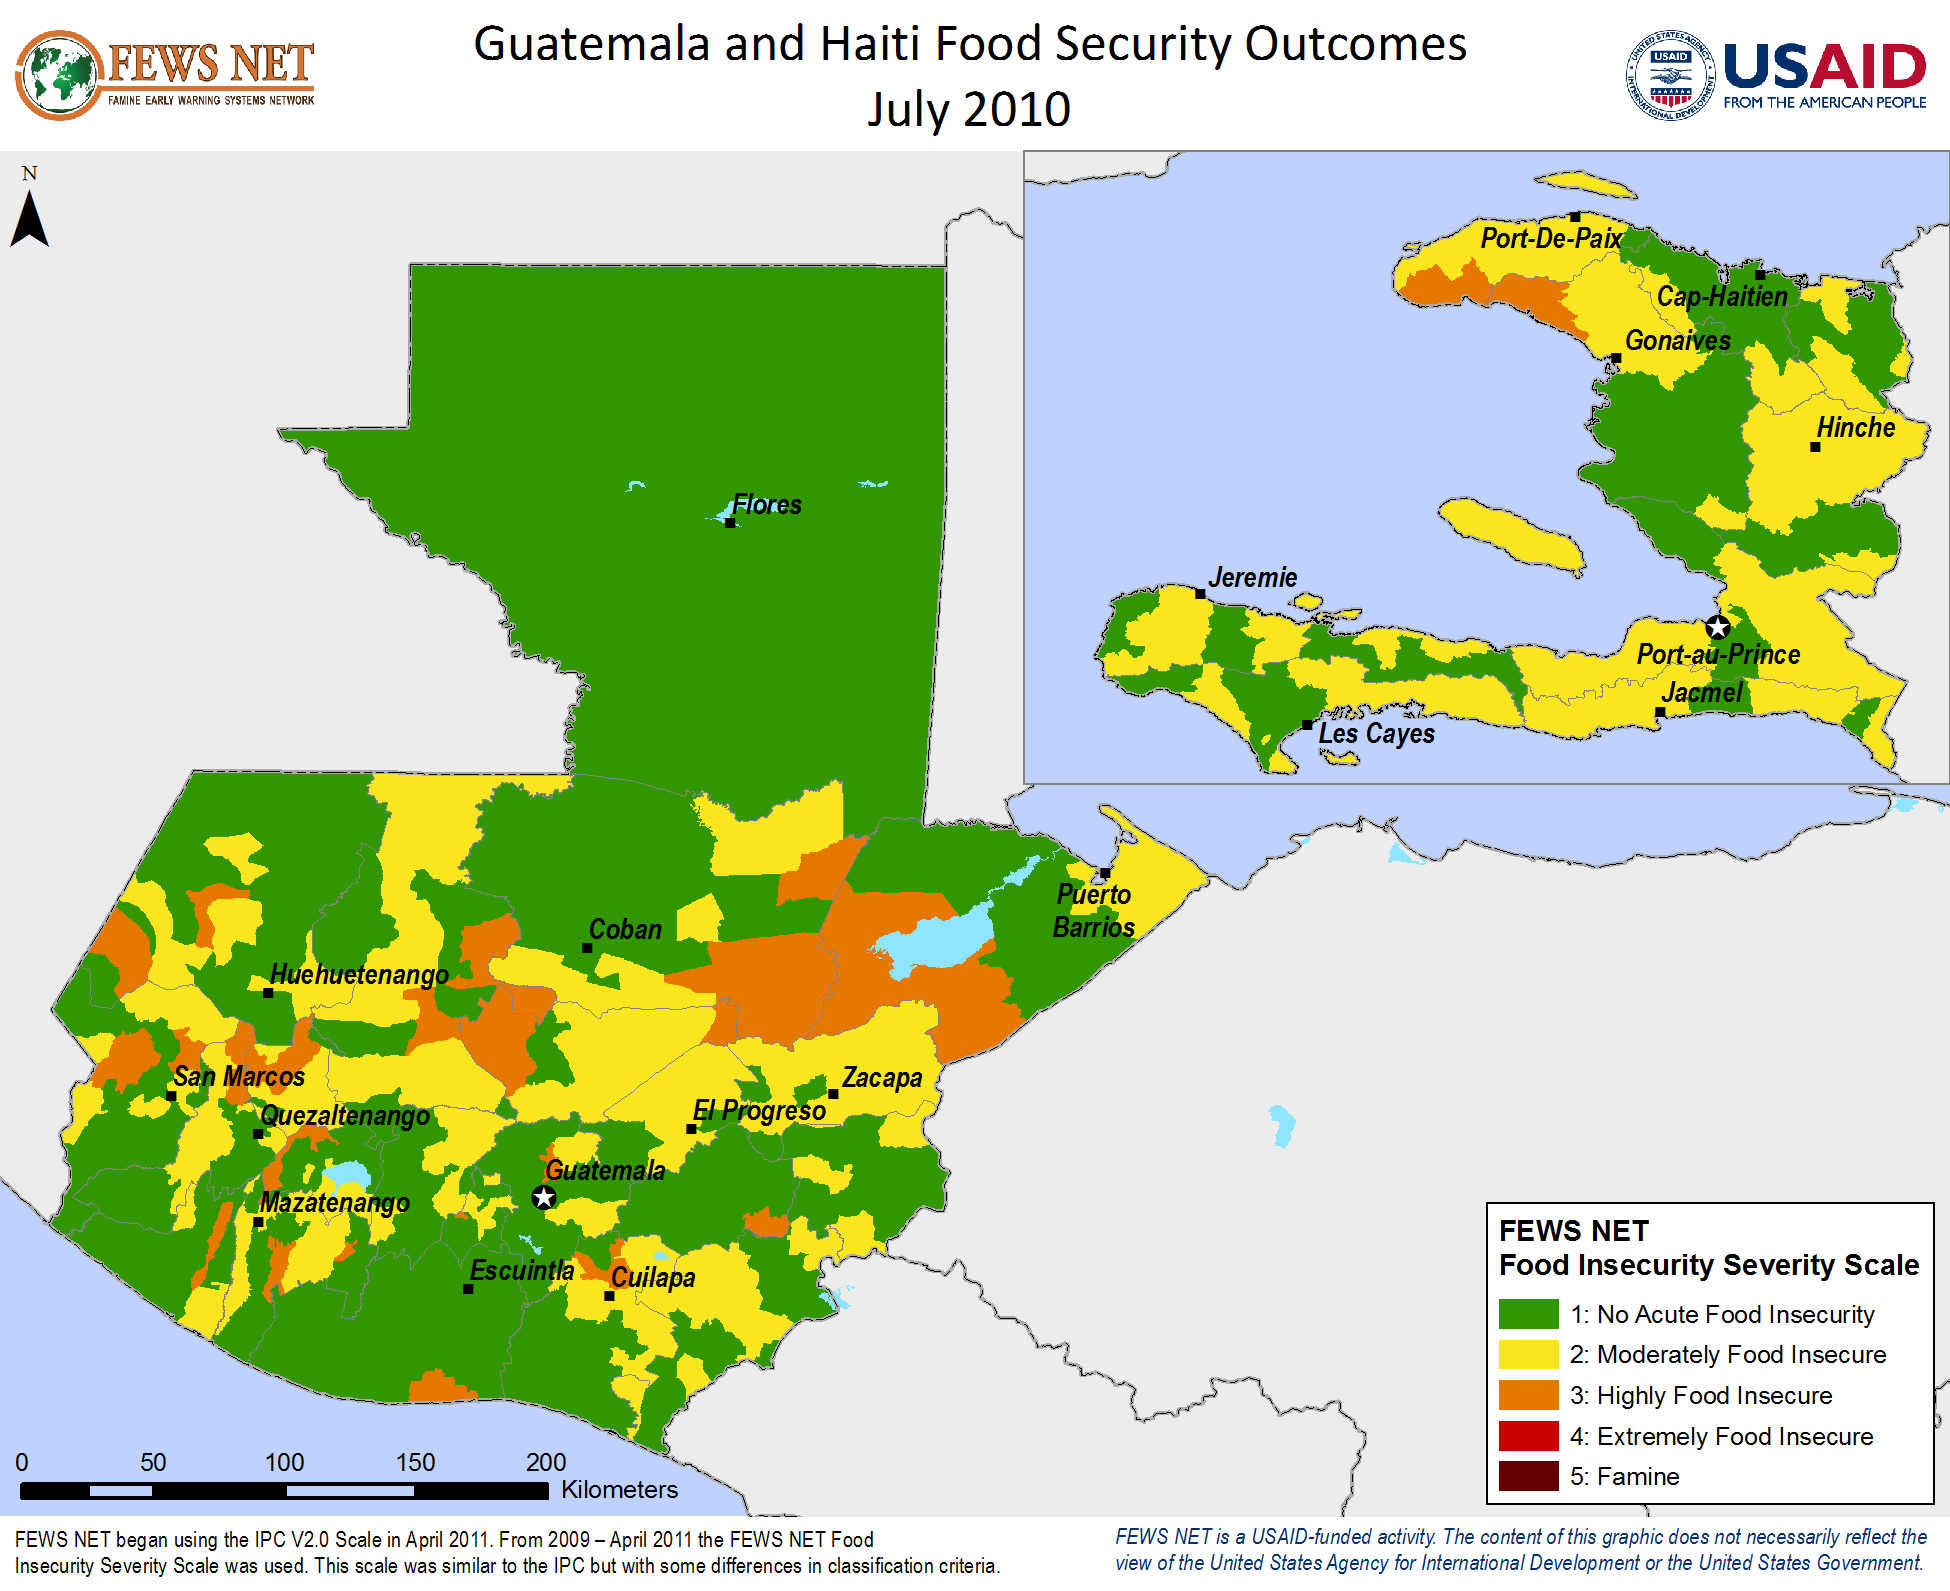 FEWS NET
FAMINE EARLY WARNING SYSTEMS NETWORK
Guatemala and Haiti Food Security Outcomes
July 2010
UNITED STATES AGENCY
USAID
INTERNATIONAL DEVELOPMENT
USAID
FROM THE AMERICAN PEOPLE
N
Port-De-Paix
Cap-Haitien
Gonaives
Hinche
Jeremie
Port-au-Prince
Jacmel
Les Cayes
Flores
Puerto
Barrios
Coban
Huehuetenango
San Marcos
Zacapa
Quezaltenango
El Progreso
Guatemala
Mazatenango
Escuintla
Cuilapa
FEWS NET
Food Insecurity Severity Scale
1: No Acute Food Insecurity
2: Moderately Food Insecure
3: Highly Food Insecure
4: Extremely Food Insecure
5: Famine
0 50 100 150 200
Kilometers
FEWS NET began using the IPC V2.0 Scale in April 2011. From 2009 – April 2011 the FEWS NET Food
Insecurity Severity Scale was used. This scale was similar to the IPC but with some differences in classification criteria.
FEWS NET is a USAID-funded activity. The content of this graphic does not necessarily reflect the
view of the United States Agency for International Development or the United States Government.